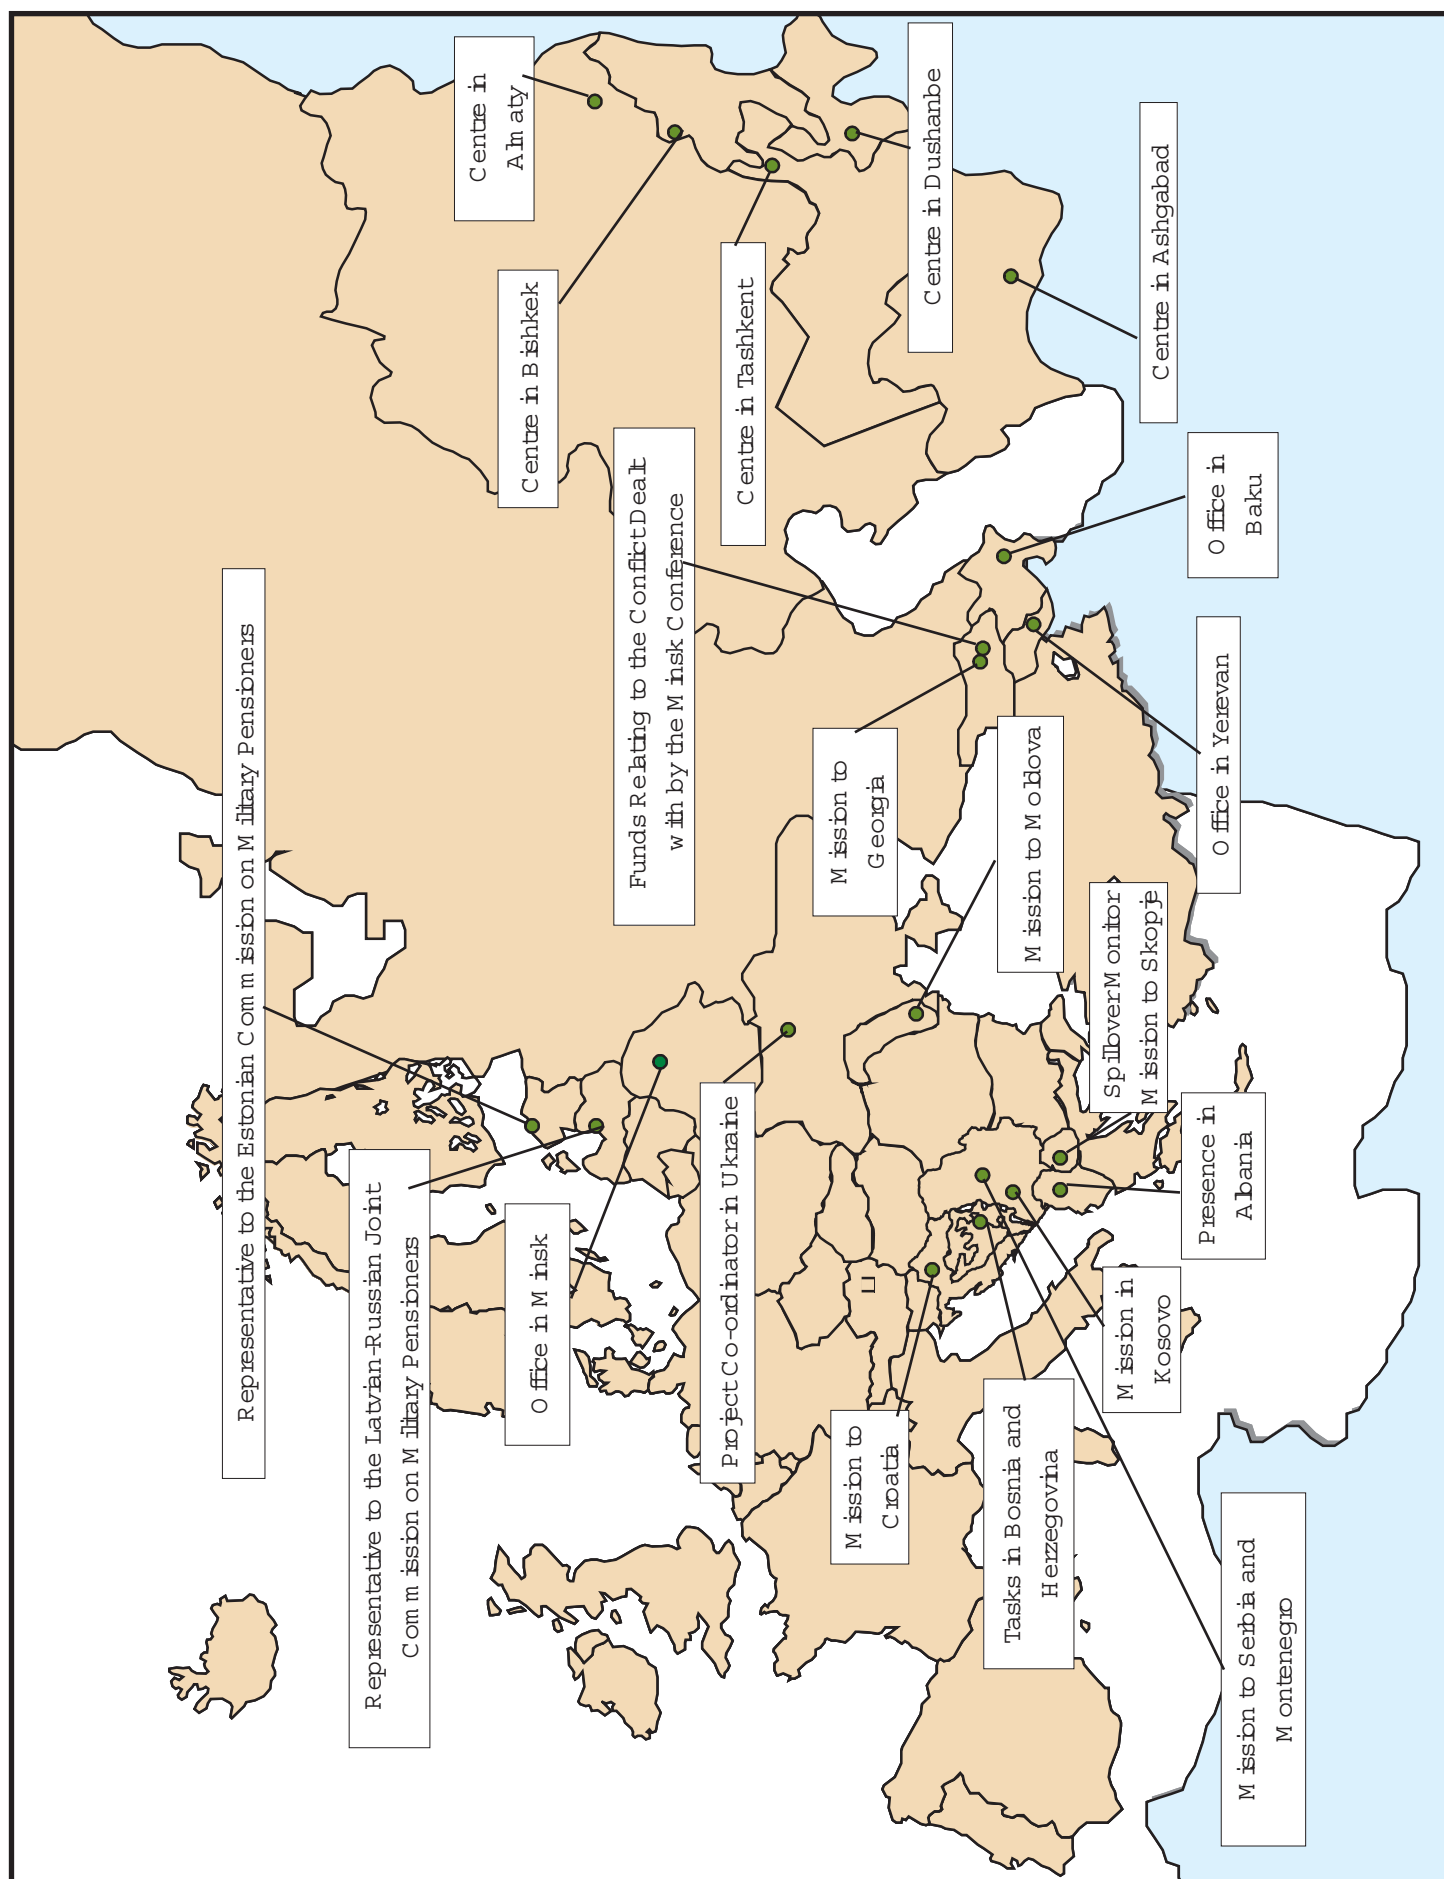 Representative to the Estonian Commission on Military Pensioners
Representative to the Latvian-Russian Joint
Commission on Military Pensioners
Centre in
Almaty
Centre in Bishkek
Office in Minsk
Funds Relating to the Conflict Dealt
with by the Minsk Conference
Project Co-ordinator in Ukraine
Centre in Tashkent
Mission to
Georgia
Mission to
Croatia
Centre in Dushanbe
Tasks in Bosnia and
Herzegovina
Mission to Moldova
Spillover Monitor
Mission to Skopje
Mission in
Kosovo
Centre in Ashgabad
Presence in
Albania
Office in Yerevan
Office in
Baku
Mission to Serbia and
Montenegro